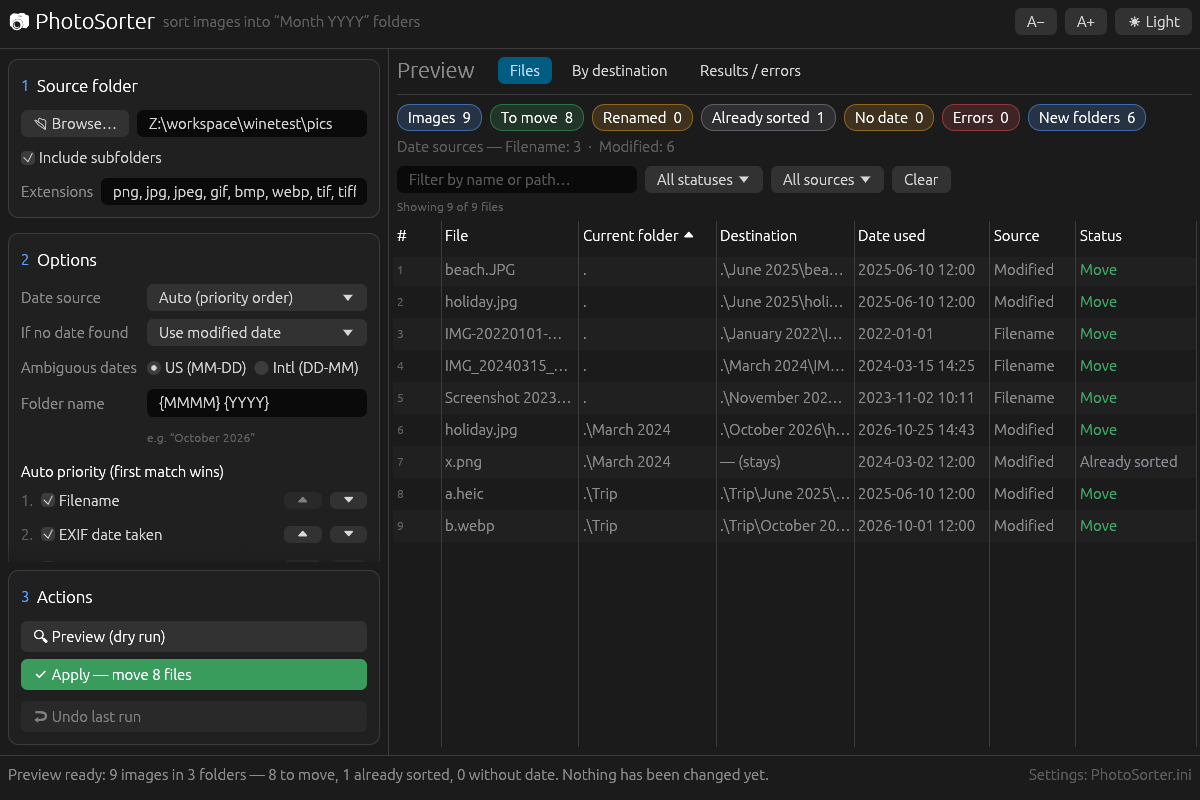 PhotoSorter sort images into “Month YYYY” folders A− A+ ☀ Light
1 Source folder
Browse… Z:\workspace\winetest\pics
Include subfolders
Extensions png, jpg, jpeg, gif, bmp, webp, tif, tiff
2 Options
Date source Auto (priority order)
If no date found Use modified date
Ambiguous dates US (MM-DD) Intl (DD-MM)
Folder name {MMMM} {YYYY}
e.g. “October 2026”
Auto priority (first match wins)
1. Filename
2. EXIF date taken
3 Actions
Preview (dry run)
Apply — move 8 files
Undo last run
Preview Files By destination Results / errors
Images 9 To move 8 Renamed 0 Already sorted 1 No date 0 Errors 0 New folders 6
Date sources — Filename: 3 · Modified: 6
Filter by name or path… All statuses All sources Clear
Showing 9 of 9 files
# File Current folder Destination Date used Source Status
1 beach.JPG . .\June 2025\bea… 2025-06-10 12:00 Modified Move
2 holiday.jpg . .\June 2025\holi… 2025-06-10 12:00 Modified Move
3 IMG-20220101-… . .\January 2022\I… 2022-01-01 Filename Move
4 IMG_20240315_… . .\March 2024\IM… 2024-03-15 14:25 Filename Move
5 Screenshot 2023… . .\November 202… 2023-11-02 10:11 Filename Move
6 holiday.jpg .\March 2024 .\October 2026\h… 2026-10-25 14:43 Modified Move
7 x.png .\March 2024 — (stays) 2024-03-02 12:00 Modified Already sorted
8 a.heic .\Trip .\Trip\June 2025\… 2025-06-10 12:00 Modified Move
9 b.webp .\Trip .\Trip\October 20… 2026-10-01 12:00 Modified Move
Preview ready: 9 images in 3 folders — 8 to move, 1 already sorted, 0 without date. Nothing has been changed yet. Settings: PhotoSorter.ini